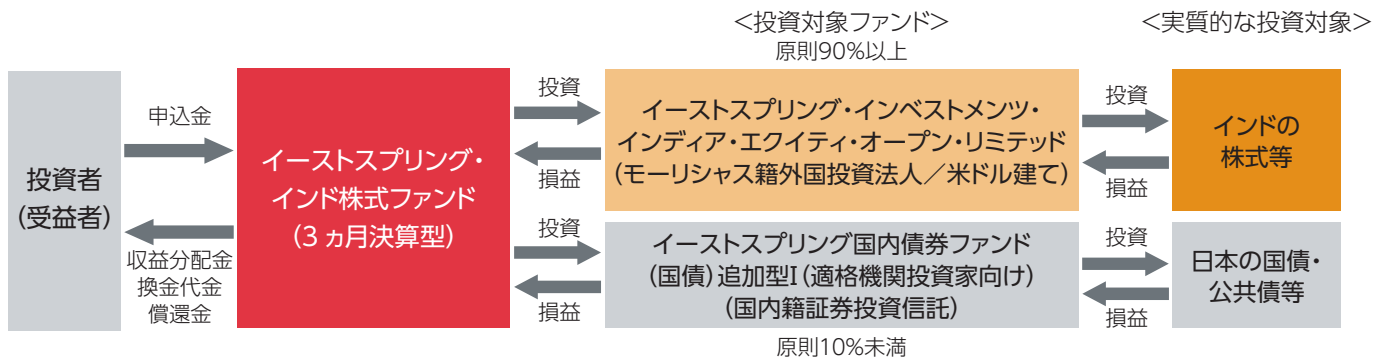 <投資対象ファンド>
原則90%以上
<実質的な投資対象>
投資者
(受益者)
申込金
収益分配金
換金代金
償還金
イーストスプリング・
インド株式ファンド
(3ヵ月決算型)
投資
損益
投資
損益
イーストスプリング・インベストメンツ・
インディア・エクイティ・オープン・リミテッド
(モーリシャス籍外国投資法人/米ドル建て)
イーストスプリング国内債券ファンド
(国債)追加型I(適格機関投資家向け)
(国内籍証券投資信託)
原則10%未満
投資
損益
投資
損益
インドの
株式等
日本の国債・
公共債等